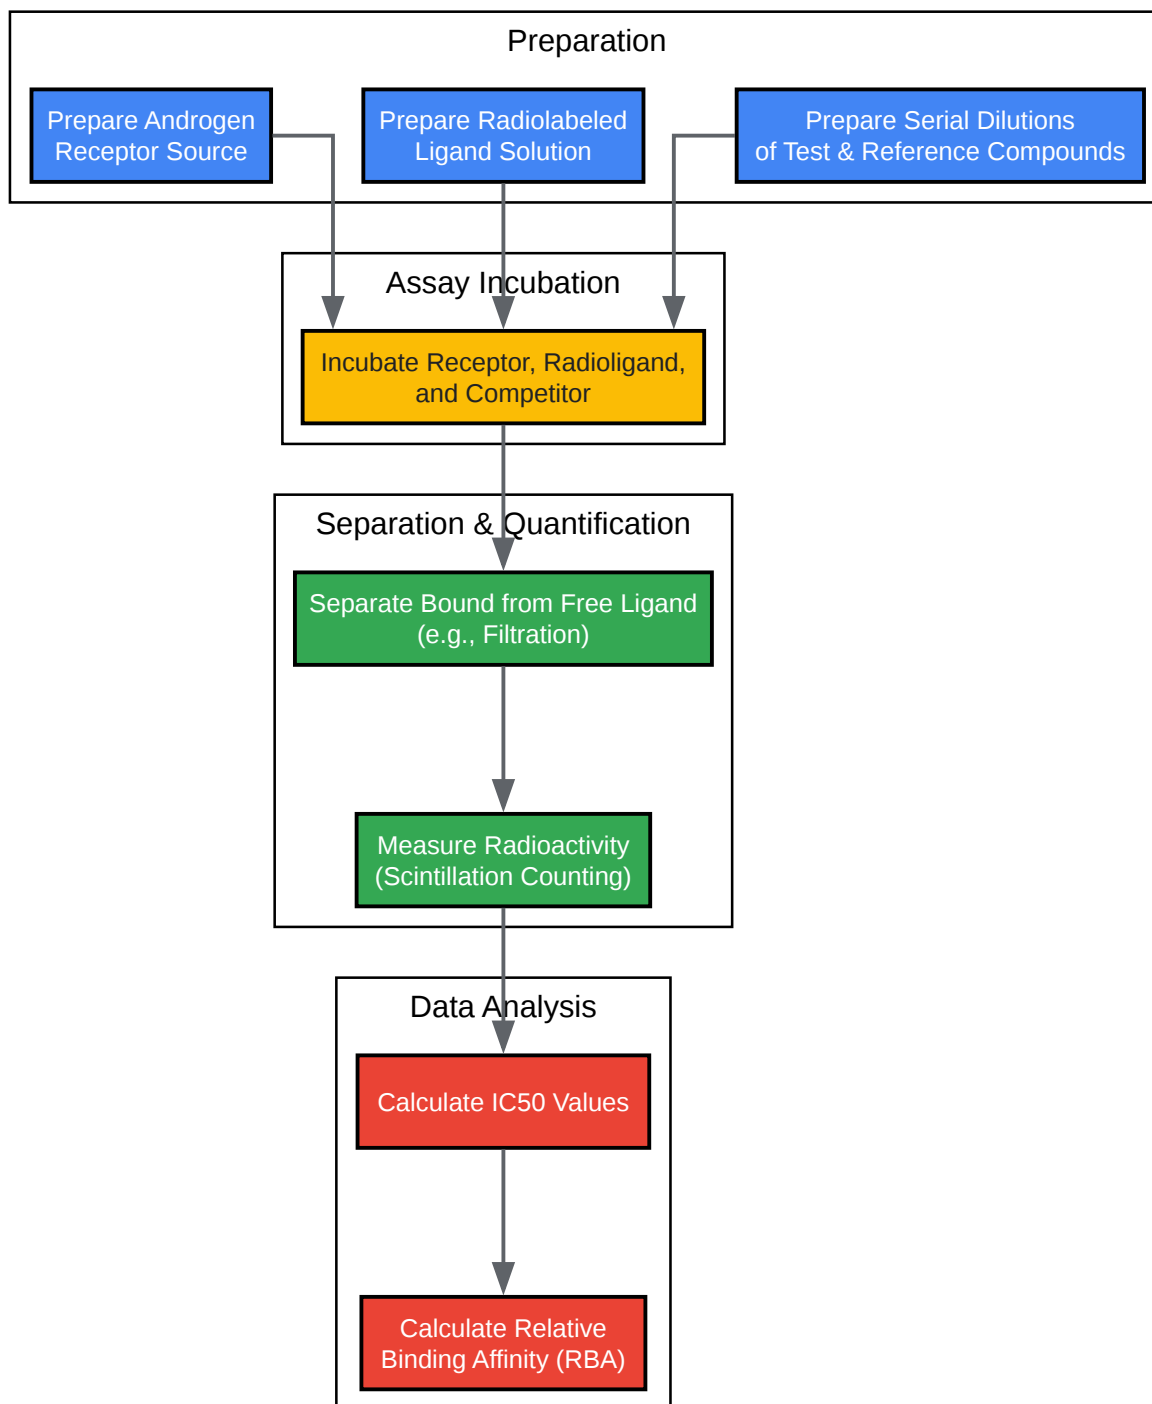 Preparation
Prepare Androgen
Receptor Source
Prepare Radiolabeled
Ligand Solution
Prepare Serial Dilutions
of Test & Reference Compounds
Assay Incubation
Incubate Receptor, Radioligand,
and Competitor
Separation & Quantification
Separate Bound from Free Ligand
(e.g., Filtration)
Measure Radioactivity
(Scintillation Counting)
Data Analysis
Calculate IC50 Values
Calculate Relative
Binding Affinity (RBA)